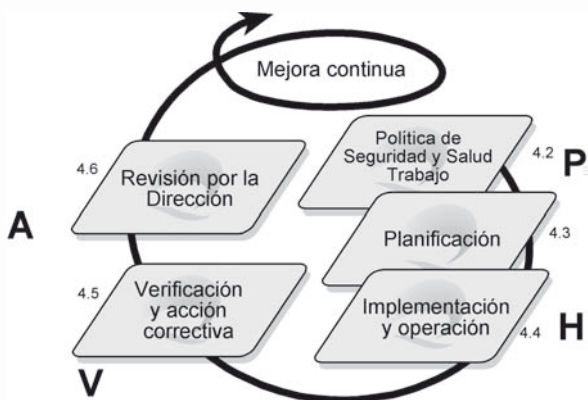 Mejora continua
Política de
Seguridad y Salud
Trabajo
4.2
P
4.6
Revisión por la
Dirección
A
Planificación
4.3
4.5
Verificación
y acción
correctiva
V
Implementación
y operación
4.4
H